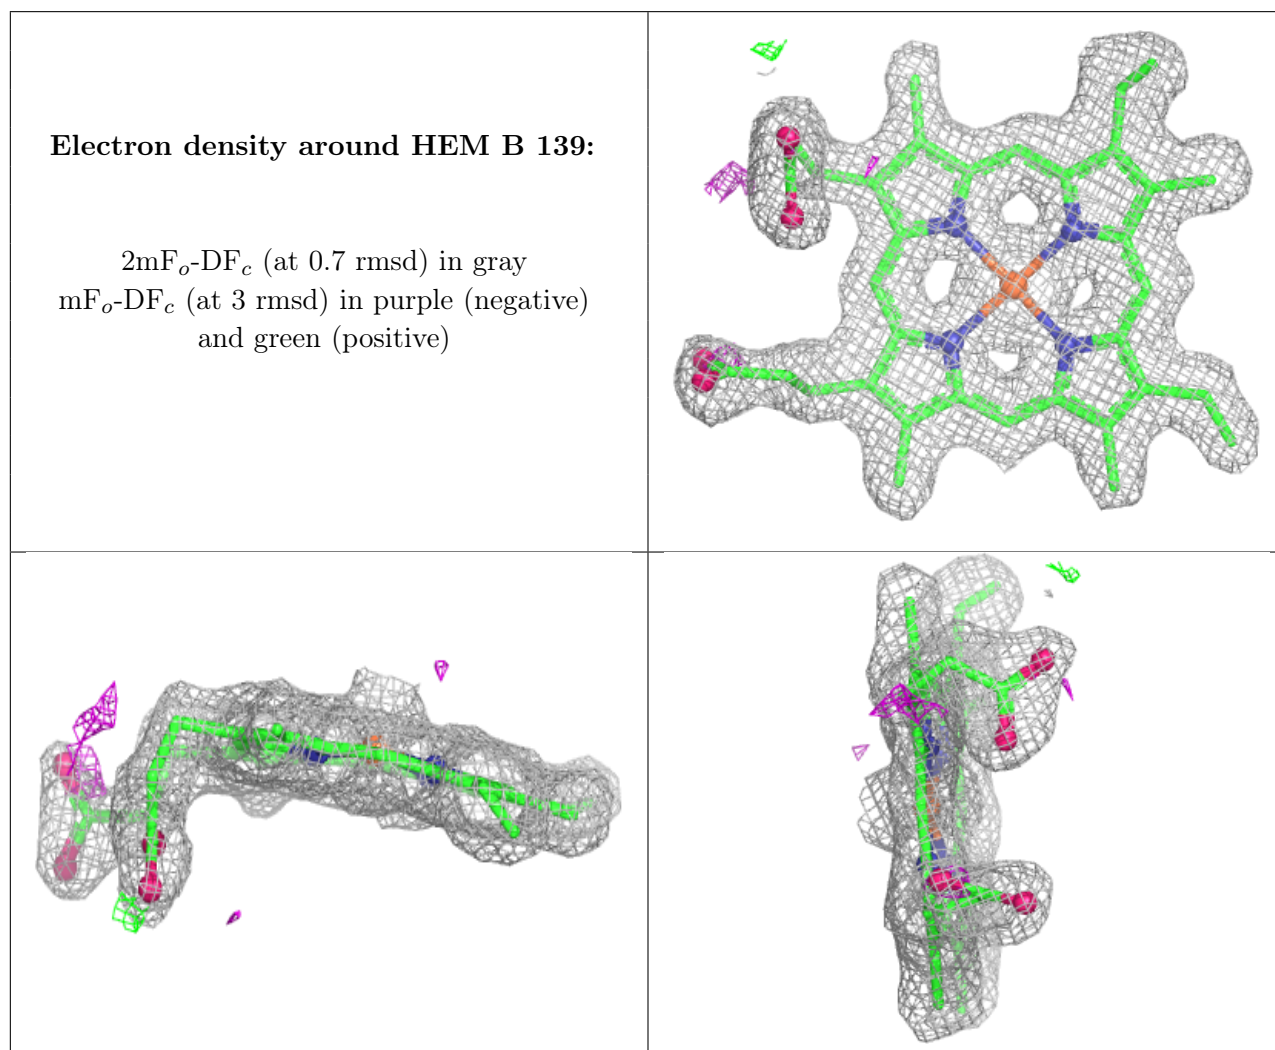 Electron density around HEM B 139:
2mFo-DFc (at 0.7 rmsd) in gray
mFo-DFc (at 3 rmsd) in purple (negative)
and green (positive)